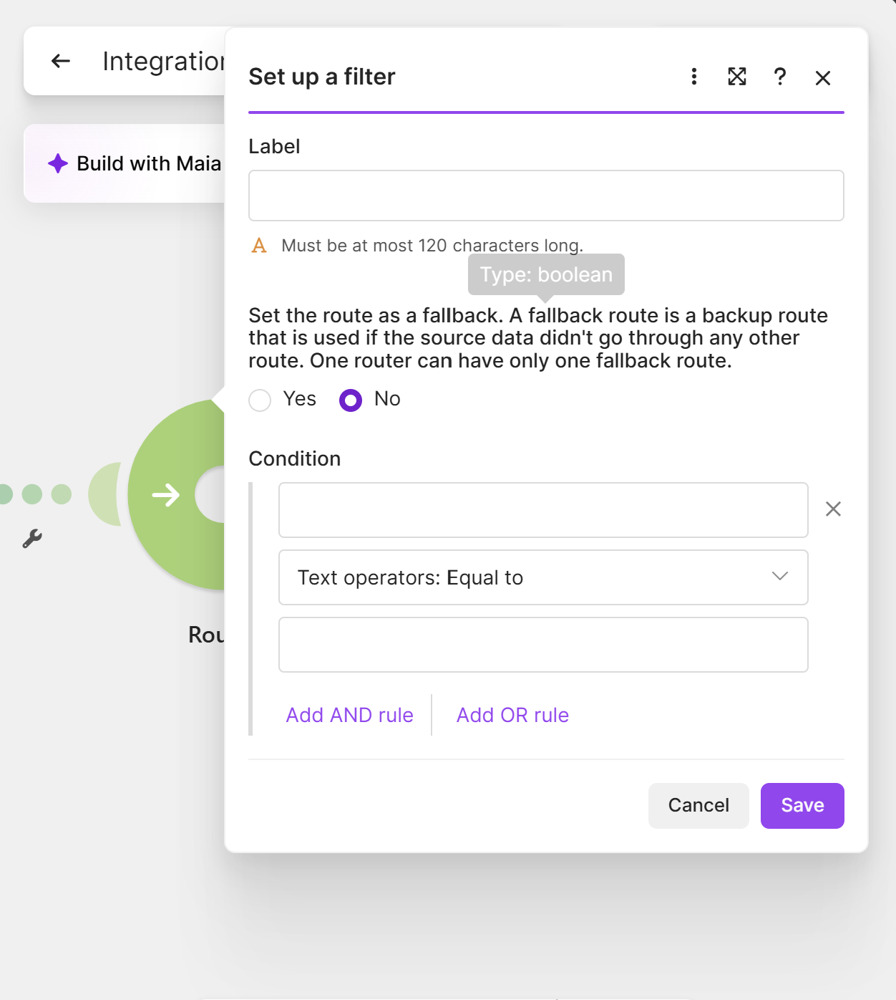 Integration
Build with Maia
Set up a filter
Label
Must be at most 120 characters long.
Type: boolean
Set the route as a fallback. A fallback route is a backup route
that is used if the source data didn't go through any other
route. One router can have only one fallback route.
Yes No
Condition
Text operators: Equal to
Rou
Add AND rule Add OR rule
Cancel Save